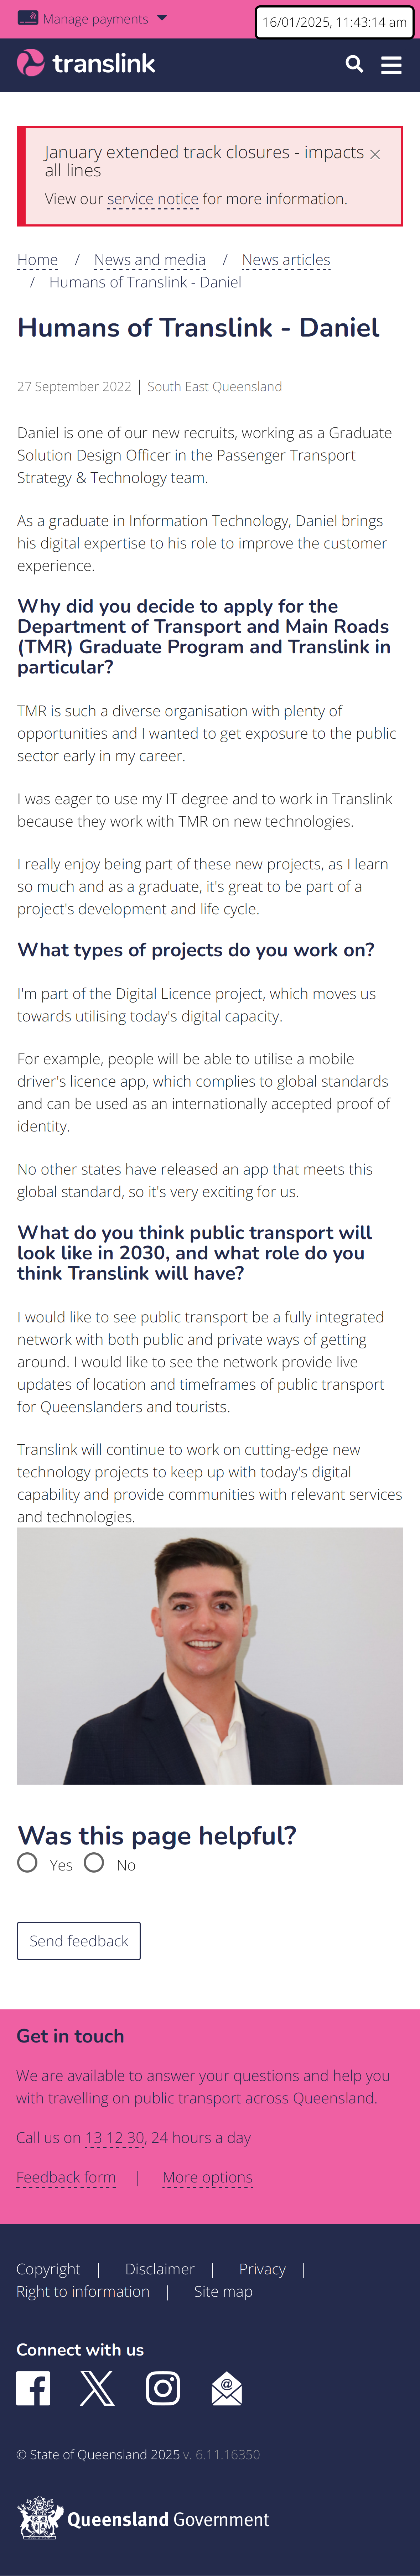 Manage payments
16/01/2025, 11:43:14 am
translink
January extended track closures - impacts
all lines
View our service notice for more information.
Home / News and media / News articles
/ Humans of Translink - Daniel
Humans of Translink - Daniel
27 September 2022 | South East Queensland
Daniel is one of our new recruits, working as a Graduate
Solution Design Officer in the Passenger Transport
Strategy & Technology team.
As a graduate in Information Technology, Daniel brings
his digital expertise to his role to improve the customer
experience.
Why did you decide to apply for the
Department of Transport and Main Roads
(TMR) Graduate Program and Translink in
particular?
TMR is such a diverse organisation with plenty of
opportunities and I wanted to get exposure to the public
sector early in my career.
I was eager to use my IT degree and to work in Translink
because they work with TMR on new technologies.
I really enjoy being part of these new projects, as I learn
so much and as a graduate, it's great to be part of a
project's development and life cycle.
What types of projects do you work on?
I'm part of the Digital Licence project, which moves us
towards utilising today's digital capacity.
For example, people will be able to utilise a mobile
driver's licence app, which complies to global standards
and can be used as an internationally accepted proof of
identity.
No other states have released an app that meets this
global standard, so it's very exciting for us.
What do you think public transport will
look like in 2030, and what role do you
think Translink will have?
I would like to see public transport be a fully integrated
network with both public and private ways of getting
around. I would like to see the network provide live
updates of location and timeframes of public transport
for Queenslanders and tourists.
Translink will continue to work on cutting-edge new
technology projects to keep up with today's digital
capability and provide communities with relevant services
and technologies.
Was this page helpful?
Yes No
Send feedback
Get in touch
We are available to answer your questions and help you
with travelling on public transport across Queensland.
Call us on 13 12 30, 24 hours a day
Feedback form | More options
Copyright | Disclaimer | Privacy |
Right to information | Site map
Connect with us
© State of Queensland 2025 v. 6.11.16350
Queensland Government